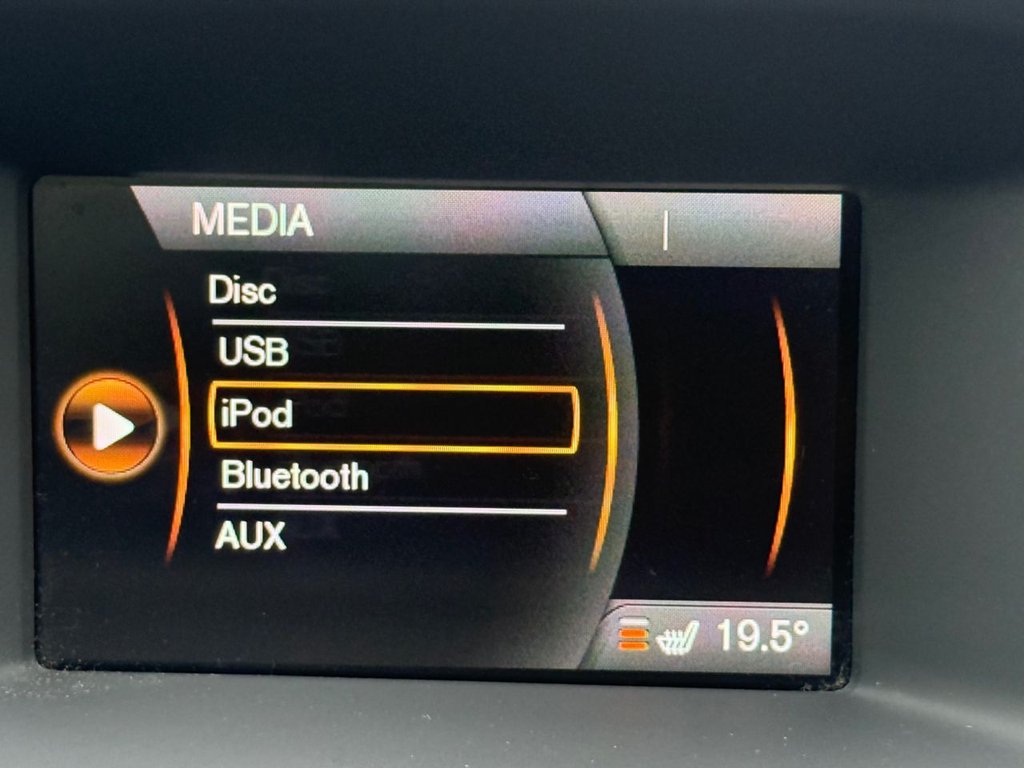 MEDIA
Disc
USB
iPod
Bluetooth
AUX
19.5°